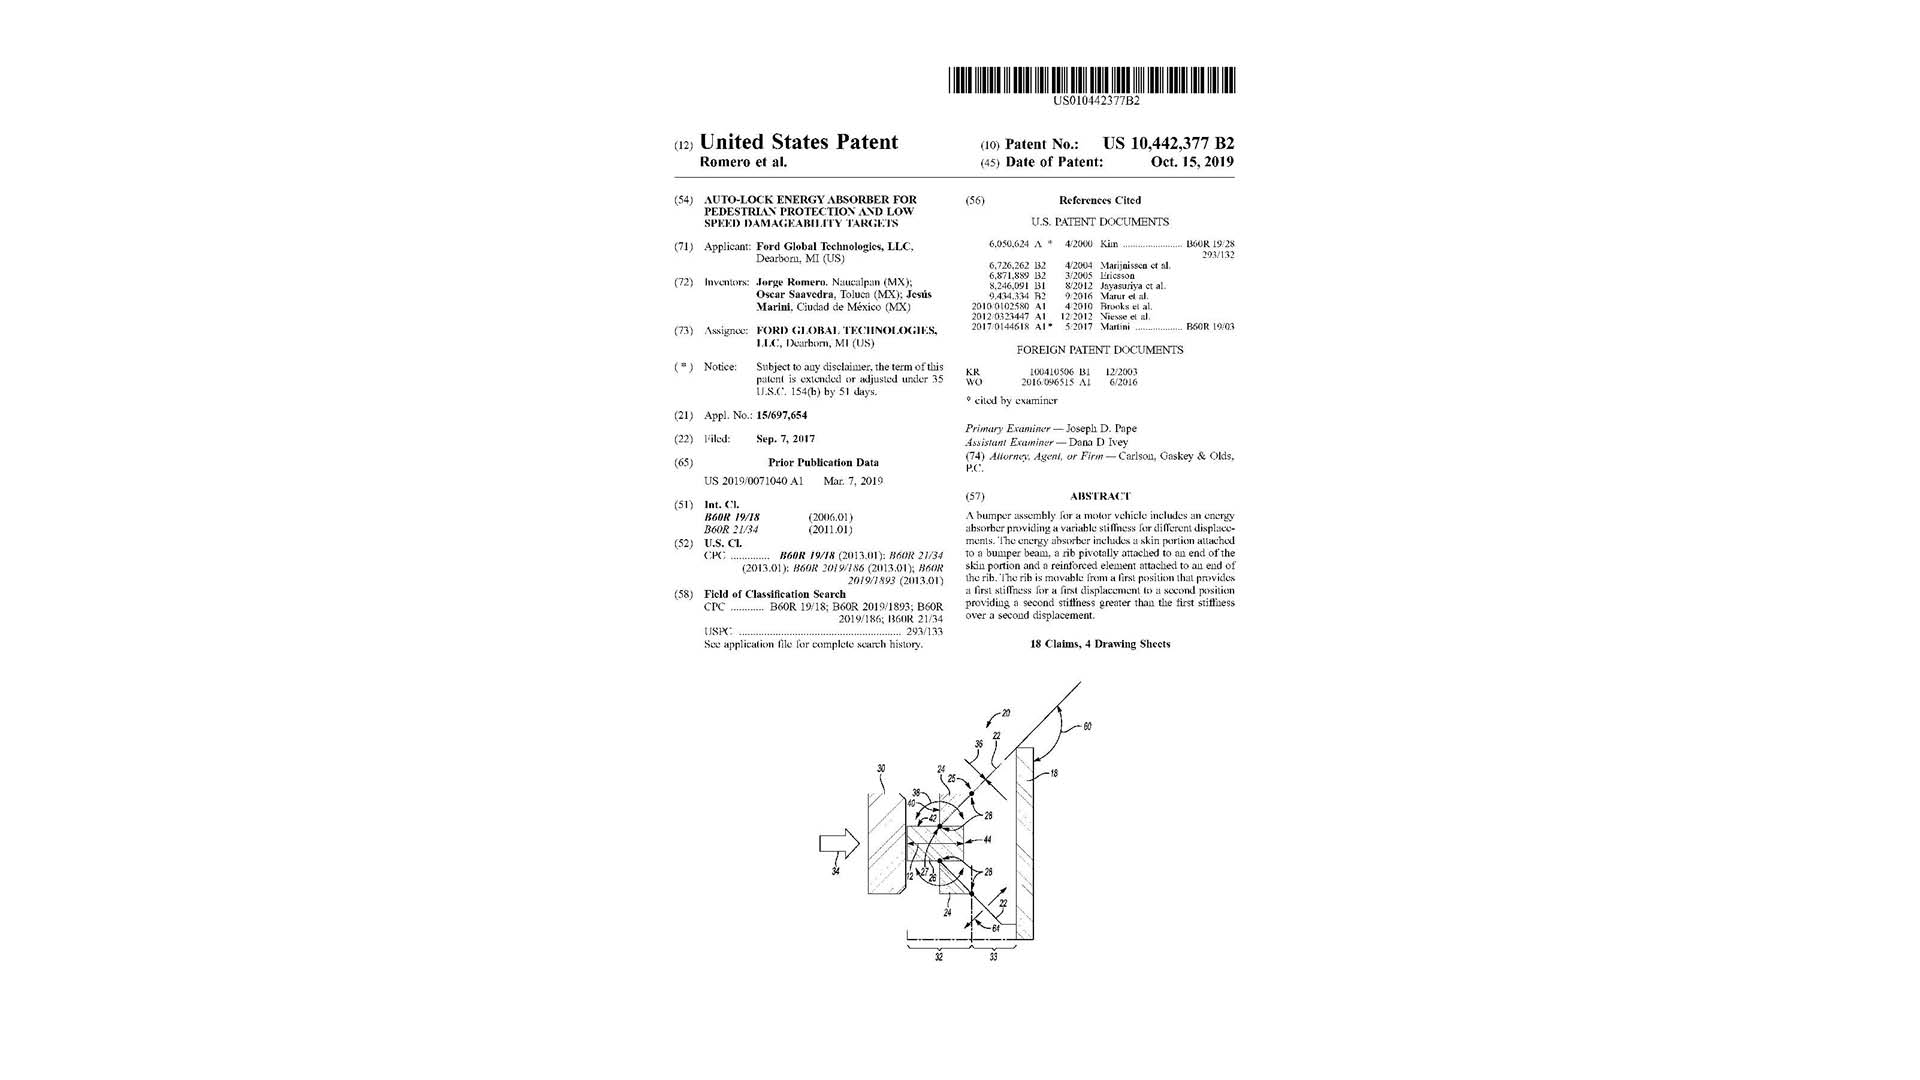 US010442377B2
(12) United States Patent
Romero et al.
(10) Patent No.: US 10,442,377 B2
(45) Date of Patent: Oct. 15, 2019
(54) AUTO-LOCK ENERGY ABSORBER FOR
PEDESTRIAN PROTECTION AND LOW
SPEED DAMAGEABILITY TARGETS
(71) Applicant: Ford Global Technologies, LLC,
Dearborn, MI (US)
(72) Inventors: Jorge Romero, Naucalpan (MX);
Oscar Saavedra, Toluca (MX); Jesús
Marini, Ciudad de México (MX)
(73) Assignee: FORD GLOBAL TECHNOLOGIES,
LLC, Dearborn, MI (US)
( * ) Notice: Subject to any disclaimer, the term of this
patent is extended or adjusted under 35
U.S.C. 154(b) by 51 days.
(21) Appl. No.: 15/697,654
(22) Filed: Sep. 7, 2017
(65) Prior Publication Data
US 2019/0071040 A1 Mar. 7, 2019
(51) Int. Cl.
B60R 19/18 (2006.01)
B60R 21/34 (2011.01)
(52) U.S. Cl.
CPC .............. B60R 19/18 (2013.01); B60R 21/34
(2013.01); B60R 2019/186 (2013.01); B60R
2019/1893 (2013.01)
(58) Field of Classification Search
CPC ............ B60R 19/18; B60R 2019/1893; B60R
2019/186; B60R 21/34
USPC ...................................................... 293/133
See application file for complete search history.
(56) References Cited
U.S. PATENT DOCUMENTS
6,050,624 A * 4/2000 Kim ........................ B60R 19/28
293/132
6,726,262 B2 4/2004 Marijnissen et al.
6,871,889 B2 3/2005 Ericsson
8,246,091 B1 8/2012 Jayasuriya et al.
9,434,334 B2 9/2016 Marur et al.
2010/0102580 A1 4/2010 Brooks et al.
2012/0323447 A1 12/2012 Niesse et al.
2017/0144618 A1* 5/2017 Martini ................... B60R 19/03
FOREIGN PATENT DOCUMENTS
KR 100410506 B1 12/2003
WO 2016/096515 A1 6/2016
* cited by examiner
Primary Examiner — Joseph D. Pape
Assistant Examiner — Dana D Ivey
(74) Attorney, Agent, or Firm — Carlson, Gaskey & Olds,
P.C.
(57) ABSTRACT
A bumper assembly for a motor vehicle includes an energy
absorber providing a variable stiffness for different displace-
ments. The energy absorber includes a skin portion attached
to a bumper beam, a rib pivotally attached to an end of the
skin portion and a reinforced element attached to an end of
the rib. The rib is movable from a first position that provides
a first stiffness for a first displacement to a second position
providing a second stiffness greater than the first stiffness
over a second displacement.
18 Claims, 4 Drawing Sheets
20
60
22
36
30
24
25
18
38
40
28
42
44
34
12
27
26
28
22
24
64
32
33